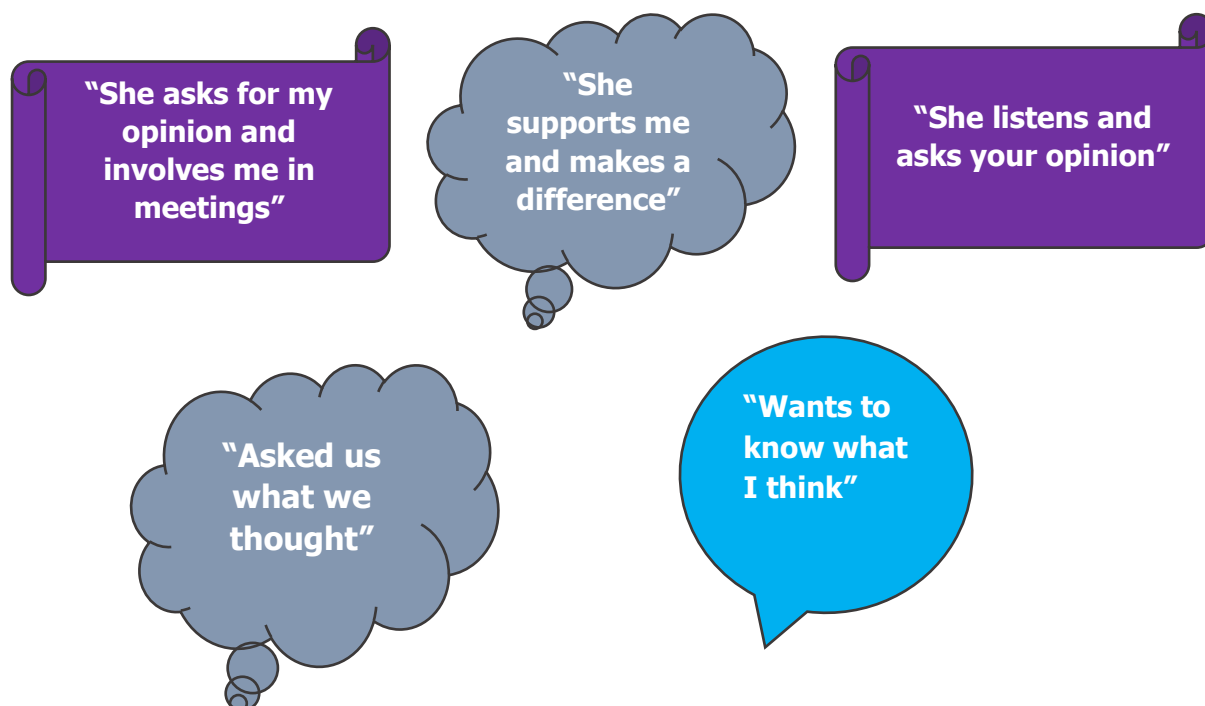 “She asks for my
opinion and
involves me in
meetings”
“She
supports me
and makes a
difference”
“She listens and
asks your opinion”
“Asked us
what we
thought”
“Wants to
know what
I think”